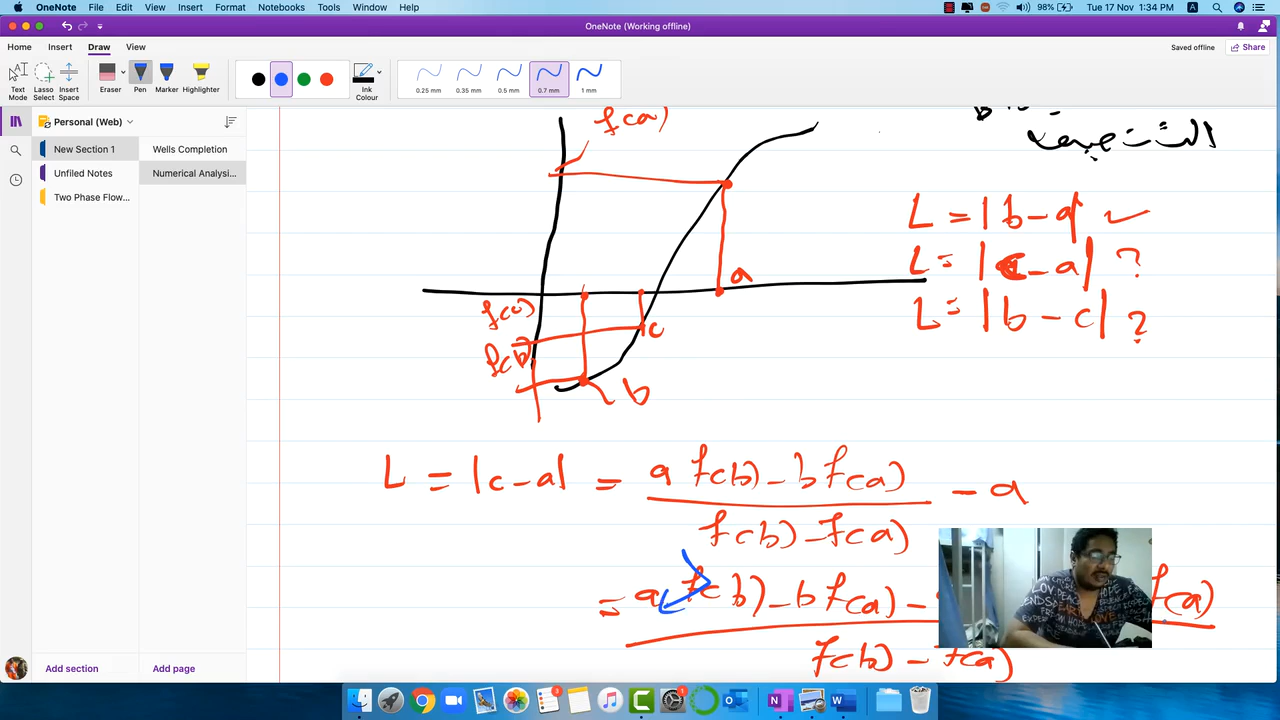 OneNote File Edit View Insert Format Notebooks Tools Window Help 98% Tue 17 Nov 1:34 PM A
OneNote (Working offline)
Home Insert Draw View Saved offline Share
Text Mode Lasso Select Insert Space Eraser Pen Marker Highlighter Ink Colour 0.25 mm 0.35 mm 0.5 mm 0.7 mm 1 mm
Personal (Web)
New Section 1
Unfiled Notes
Two Phase Flow...
Wells Completion
Numerical Analysi...
f(a)
L = |b - a| ✓
L = |c - a| ?
L = |b - c| ?
a
f(c)
c
f(b)
b
L = |c - a| = a f(b) - b f(a) - a
f(b) - f(a)
= a f(b) - b f(a) - f(a)
f(b) - f(a)
LOV
HOPE
LOVE
Add section
Add page